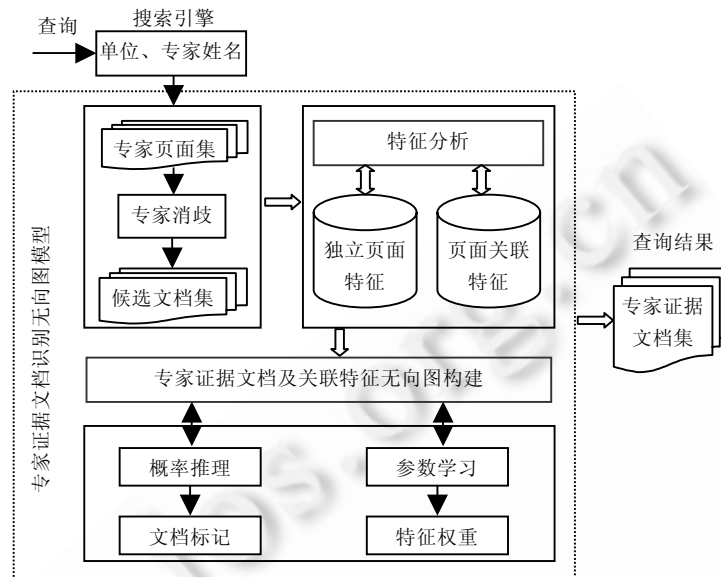 查询
搜索引擎
单位、专家姓名
专家页面集
专家消歧
候选文档集
特征分析
独立页面
特征
页面关联
特征
专家证据文档识别无向图模型
专家证据文档及关联特征无向图构建
概率推理
参数学习
文档标记
特征权重
查询结果
专家证据
文档集